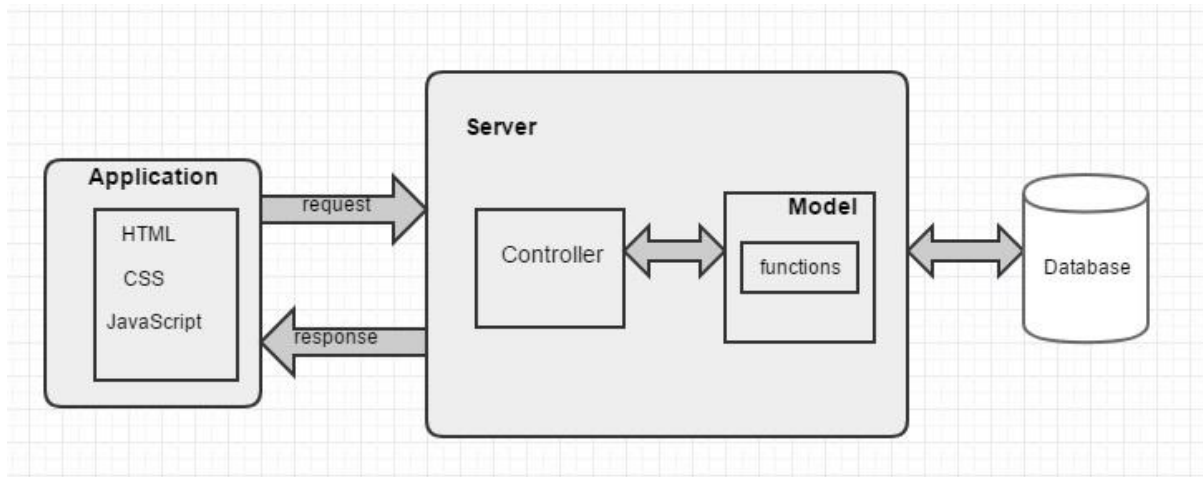 Application
HTML
CSS
JavaScript
request
response
Server
Controller
Model
functions
Database